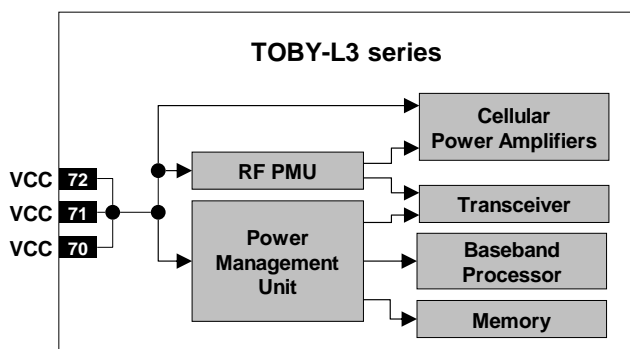 TOBY-L3 series
Cellular
Power Amplifiers
RF PMU
VCC 72
Transceiver
VCC 71
Power
Management
Unit
Baseband
Processor
VCC 70
Memory